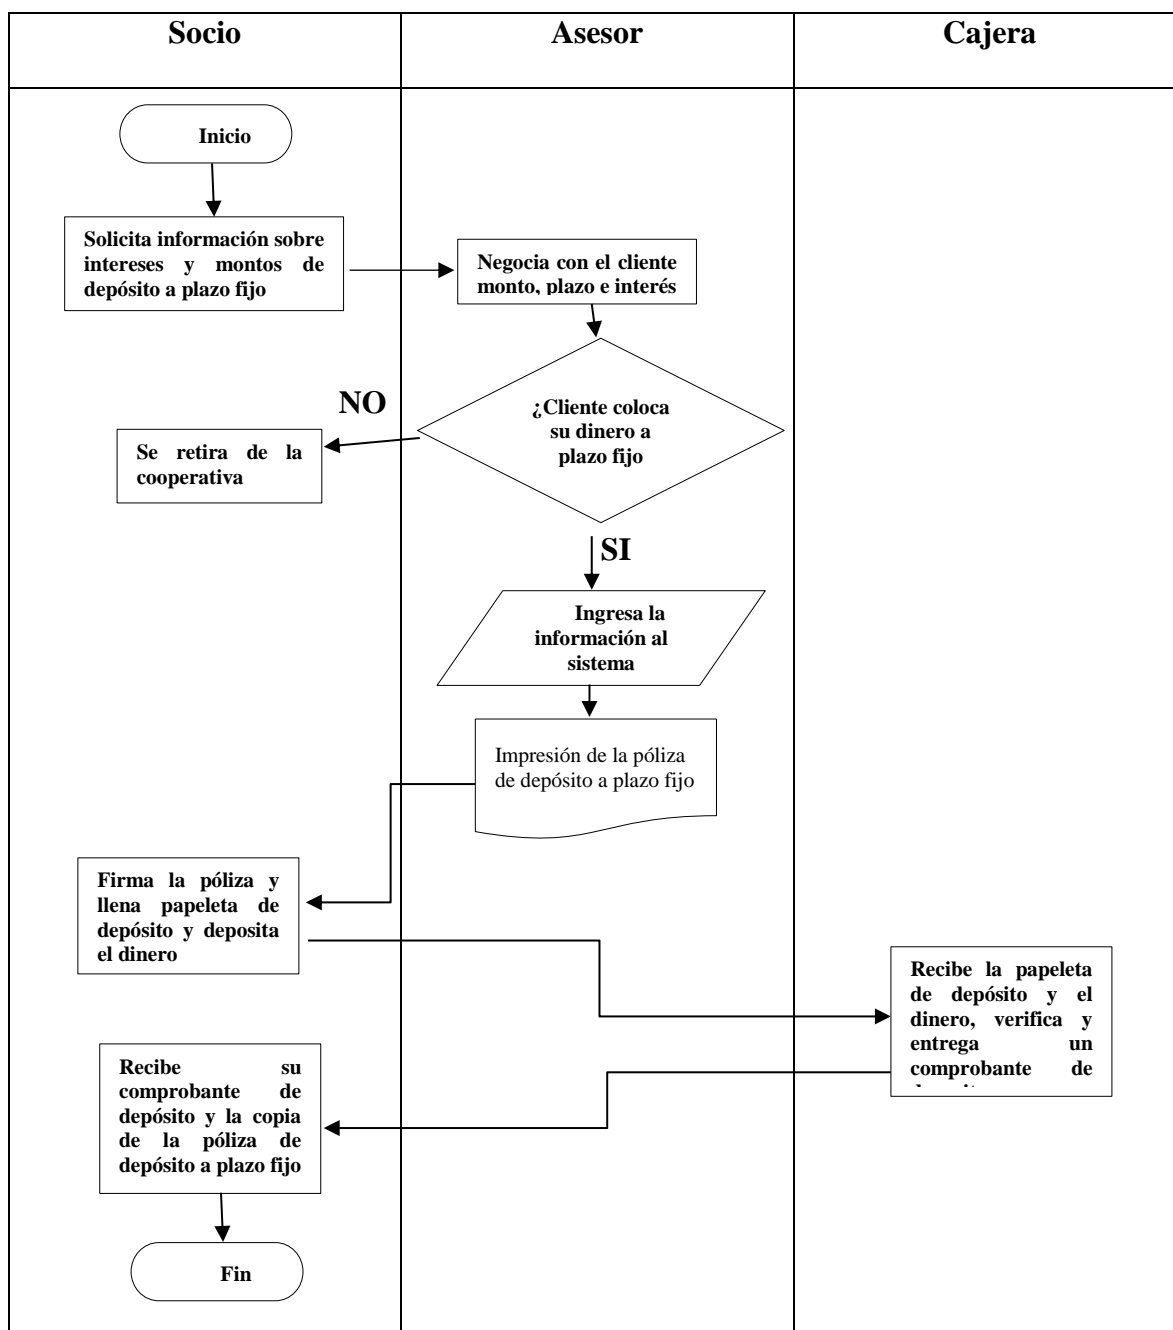 Socio
Asesor
Cajera
Inicio
Solicita información sobre
intereses y montos de
depósito a plazo fijo
Negocia con el cliente
monto, plazo e interés
¿Cliente coloca
su dinero a
plazo fijo
NO
Se retira de la
cooperativa
SI
Ingresa la
información al
sistema
Impresión de la póliza
de depósito a plazo fijo
Firma la póliza y
llena papeleta de
depósito y deposita
el dinero
Recibe la papeleta
de depósito y el
dinero, verifica y
entrega un
comprobante de
Recibe su
comprobante de
depósito y la copia
de la póliza de
depósito a plazo fijo
Fin